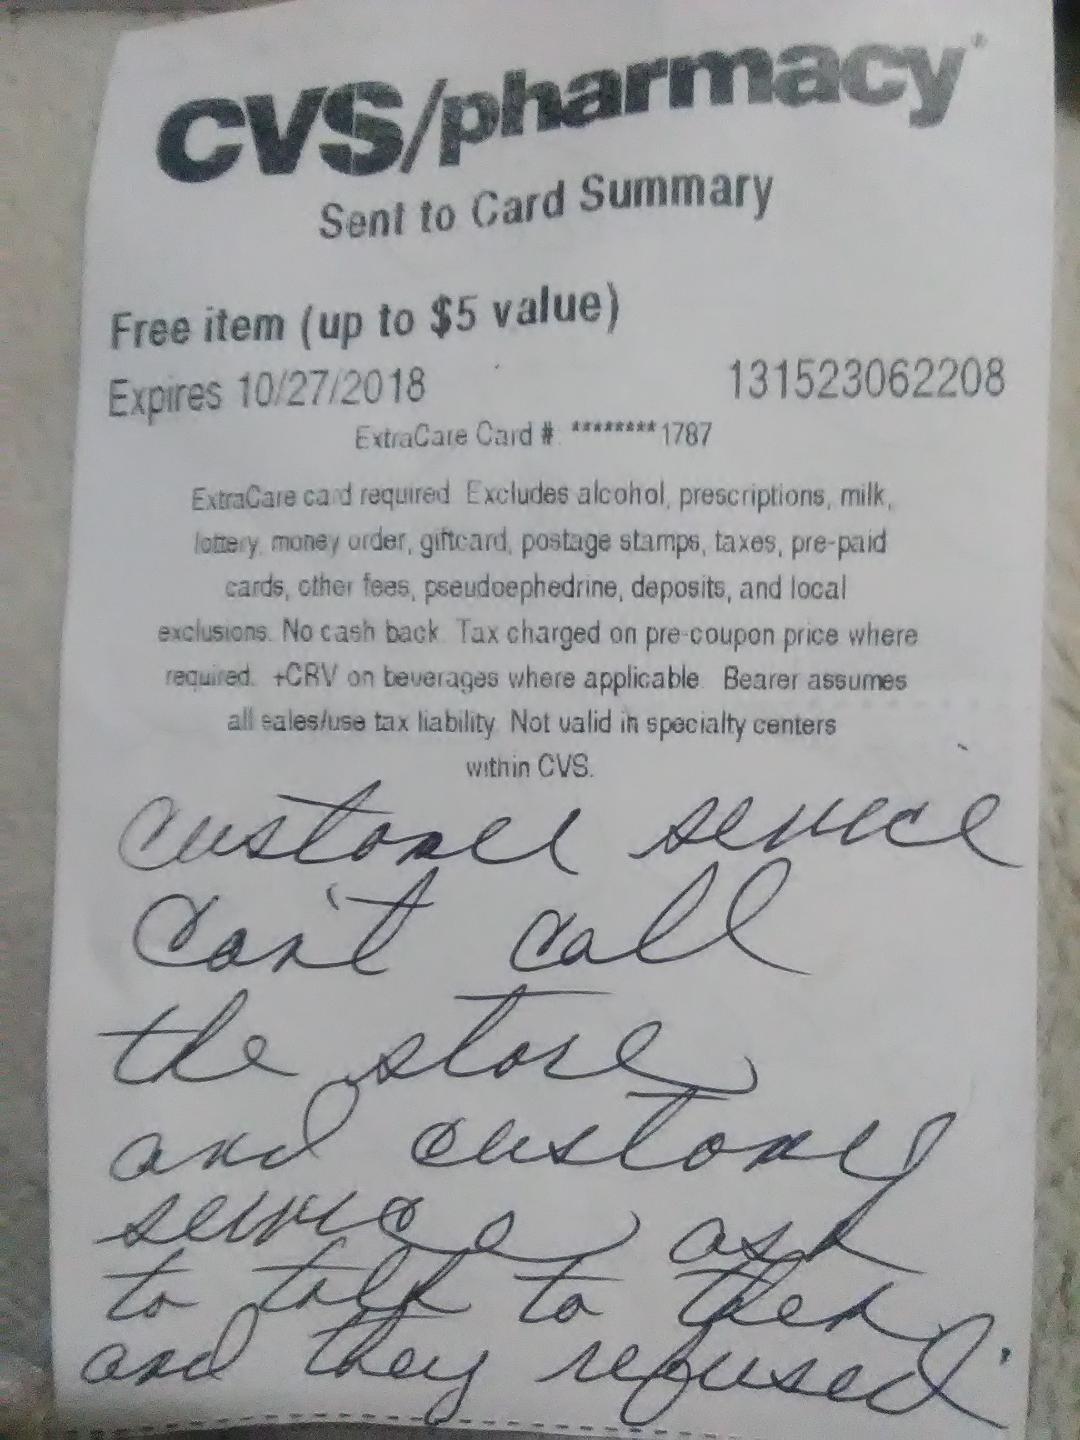 CVS/pharmacy®
Sent to Card Summary
Free item (up to $5 value)
Expires 10/27/2018 131523062208
ExtraCare Card # ********1787
ExtraCare card required Excludes alcohol, prescriptions, milk,
lottery, money order, giftcard, postage stamps, taxes, pre-paid
cards, other fees, pseudoephedrine, deposits, and local
exclusions. No cash back. Tax charged on pre-coupon price where
required. +CRV on beverages where applicable. Bearer assumes
all sales/use tax liability. Not valid in specialty centers
within CVS.
customer service
can't call
the store
and customer
service ask
to talk to them
and they refused.